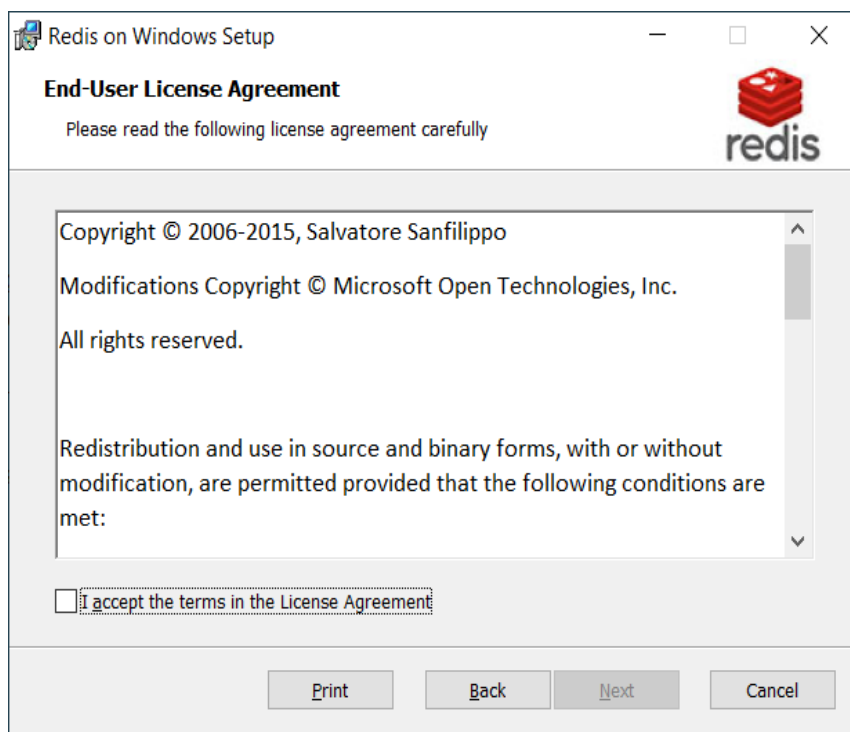 Redis on Windows Setup
End-User License Agreement
Please read the following license agreement carefully
redis
Copyright © 2006-2015, Salvatore Sanfilippo
Modifications Copyright © Microsoft Open Technologies, Inc.
All rights reserved.
Redistribution and use in source and binary forms, with or without
modification, are permitted provided that the following conditions are
met:
I accept the terms in the License Agreement
Print Back Next Cancel